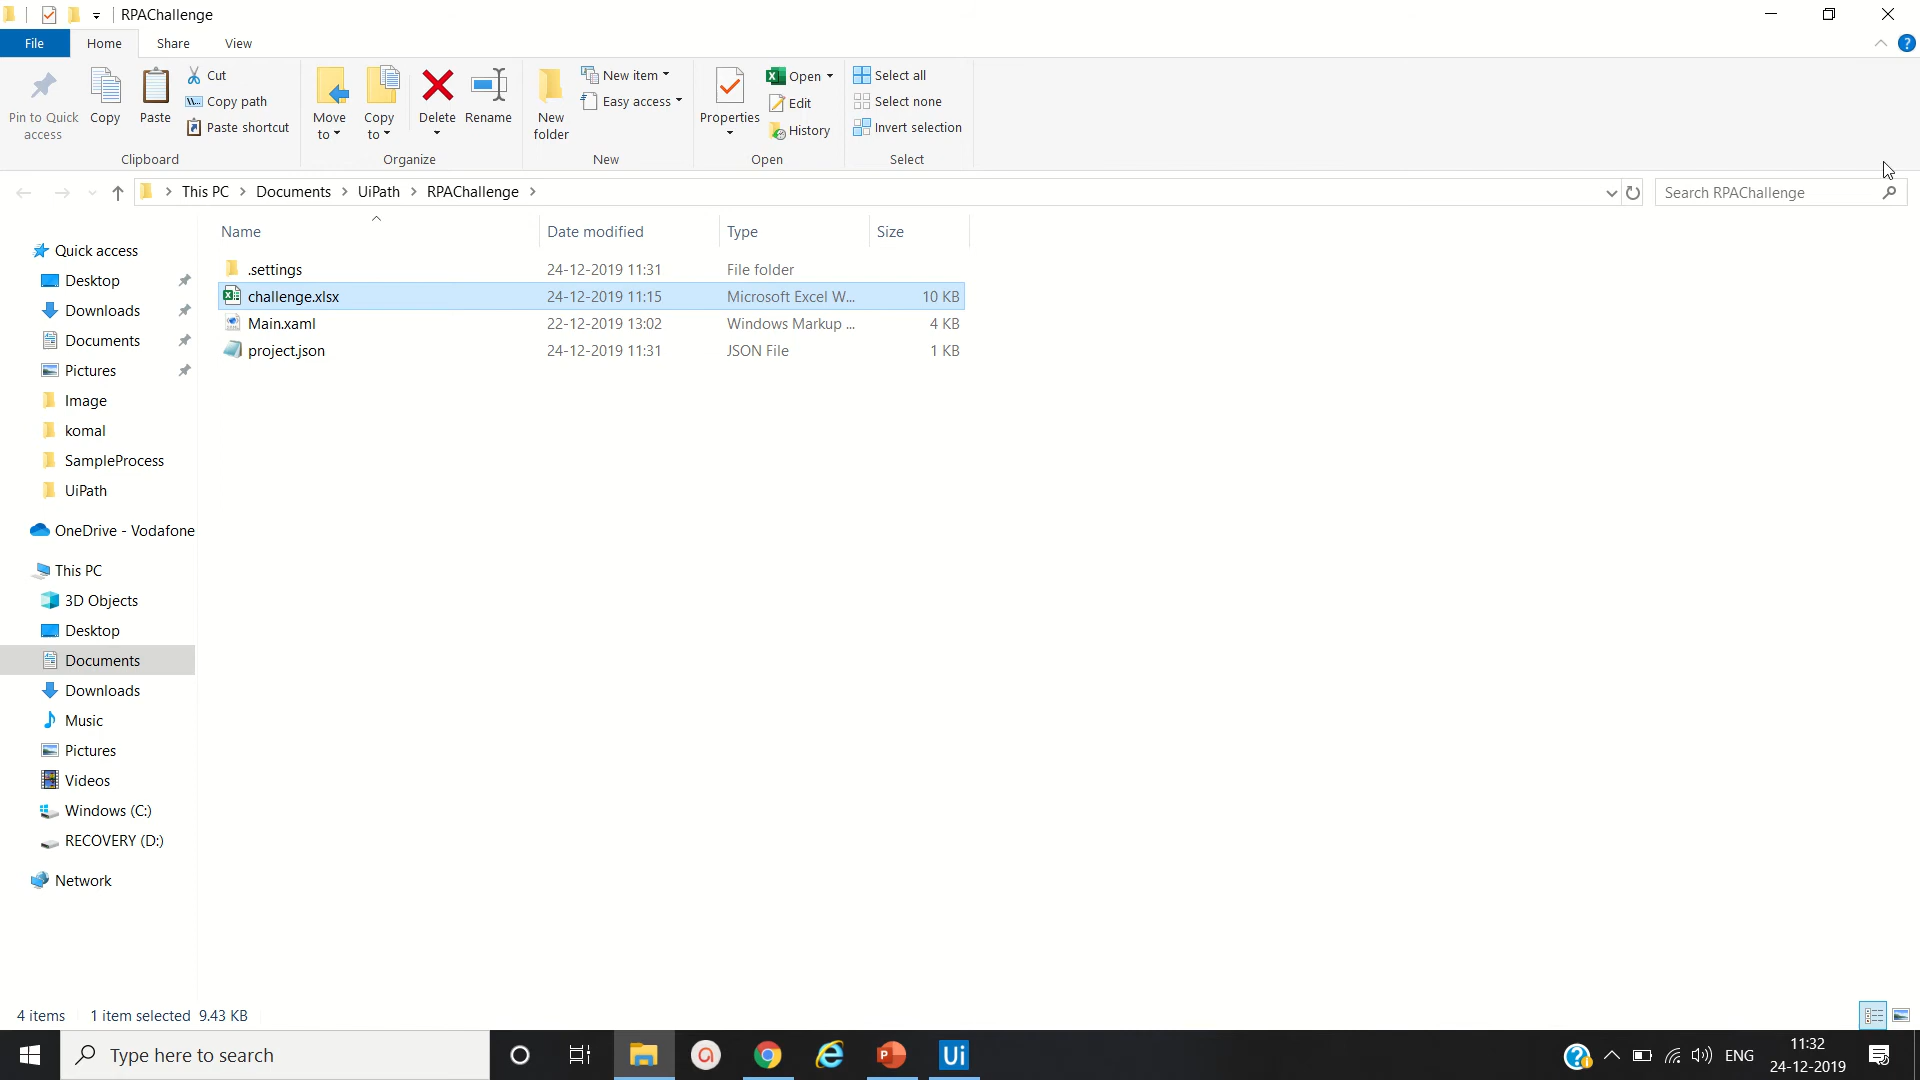 RPAChallenge
File Home Share View
Pin to Quick access
Copy
Paste
Cut
Copy path
Paste shortcut
Clipboard
Move to
Copy to
Delete
Rename
Organize
New folder
New item
Easy access
New
Properties
Open
Edit
History
Open
Select all
Select none
Invert selection
Select
This PC Documents UiPath RPAChallenge
Search RPAChallenge
Name Date modified Type Size
.settings 24-12-2019 11:31 File folder
challenge.xlsx 24-12-2019 11:15 Microsoft Excel W... 10 KB
Main.xaml 22-12-2019 13:02 Windows Markup ... 4 KB
project.json 24-12-2019 11:31 JSON File 1 KB
Quick access
Desktop
Downloads
Documents
Pictures
Image
komal
SampleProcess
UiPath
OneDrive - Vodafone
This PC
3D Objects
Desktop
Documents
Downloads
Music
Pictures
Videos
Windows (C:)
RECOVERY (D:)
Network
4 items 1 item selected 9.43 KB
Type here to search
Ui
ENG
11:32
24-12-2019